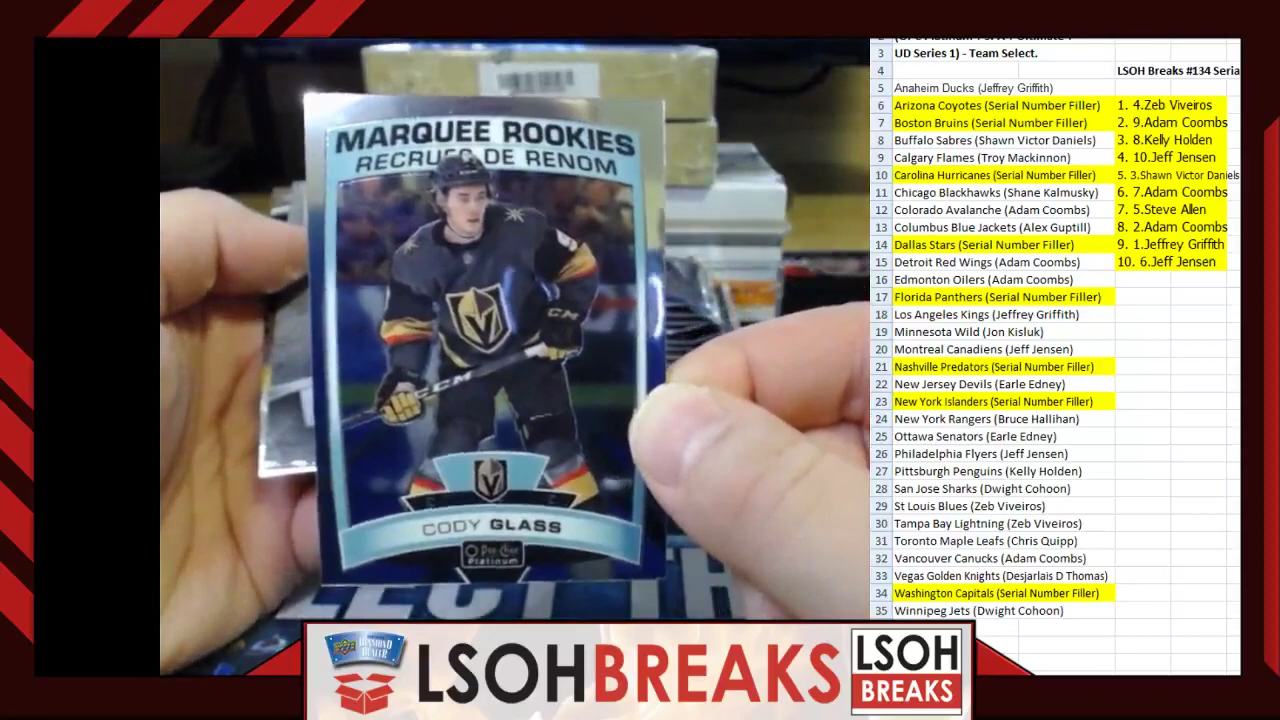 3 UD Series 1) - Team Select.
4 LSOH Breaks #134 Seria
5 Anaheim Ducks (Jeffrey Griffith)
6 Arizona Coyotes (Serial Number Filler) 1. 4.Zeb Viveiros
7 Boston Bruins (Serial Number Filler) 2. 9.Adam Coombs
8 Buffalo Sabres (Shawn Victor Daniels) 3. 8.Kelly Holden
9 Calgary Flames (Troy Mackinnon) 4. 10.Jeff Jensen
10 Carolina Hurricanes (Serial Number Filler) 5. 3.Shawn Victor Daniels
11 Chicago Blackhawks (Shane Kalmusky) 6. 7.Adam Coombs
12 Colorado Avalanche (Adam Coombs) 7. 5.Steve Allen
13 Columbus Blue Jackets (Alex Guptill) 8. 2.Adam Coombs
14 Dallas Stars (Serial Number Filler) 9. 1.Jeffrey Griffith
15 Detroit Red Wings (Adam Coombs) 10. 6.Jeff Jensen
16 Edmonton Oilers (Adam Coombs)
17 Florida Panthers (Serial Number Filler)
18 Los Angeles Kings (Jeffrey Griffith)
19 Minnesota Wild (Jon Kisluk)
20 Montreal Canadiens (Jeff Jensen)
21 Nashville Predators (Serial Number Filler)
22 New Jersey Devils (Earle Edney)
23 New York Islanders (Serial Number Filler)
24 New York Rangers (Bruce Hallihan)
25 Ottawa Senators (Earle Edney)
26 Philadelphia Flyers (Jeff Jensen)
27 Pittsburgh Penguins (Kelly Holden)
28 San Jose Sharks (Dwight Cohoon)
29 St Louis Blues (Zeb Viveiros)
30 Tampa Bay Lightning (Zeb Viveiros)
31 Toronto Maple Leafs (Chris Quipp)
32 Vancouver Canucks (Adam Coombs)
33 Vegas Golden Knights (Desjarlais D Thomas)
34 Washington Capitals (Serial Number Filler)
35 Winnipeg Jets (Dwight Cohoon)
MARQUEE ROOKIES
RECRUES DE RENOM
CCM
CCM
CODY GLASS
O-Pee-Chee
Platinum
LSOHBREAKS
LSOH
BREAKS